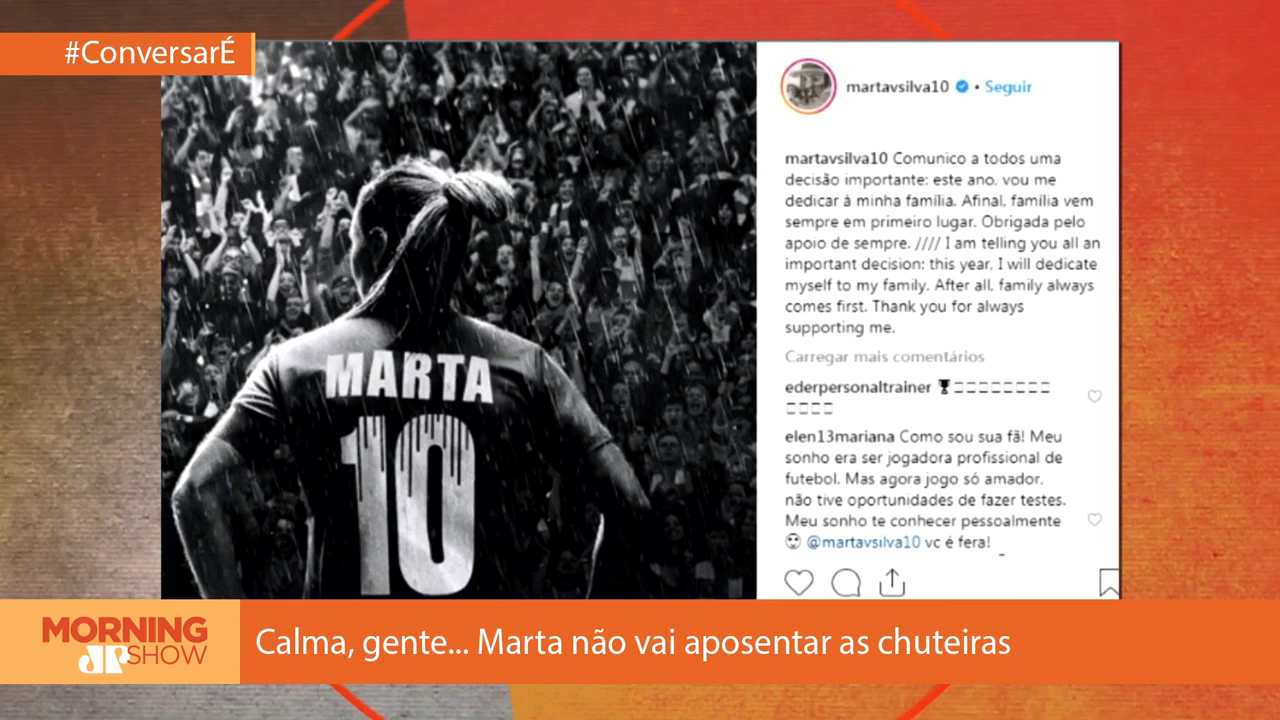 #ConversarÉ
martavsilva10 • Seguir
martavsilva10 Comunico a todos uma
decisão importante: este ano, vou me
dedicar à minha família. Afinal, família vem
sempre em primeiro lugar. Obrigada pelo
apoio de sempre. //// I am telling you all an
important decision: this year, I will dedicate
myself to my family. After all, family always
comes first. Thank you for always
supporting me.
Carregar mais comentários
ederpersonaltrainer
elen13mariana Como sou sua fã! Meu
sonho era ser jogadora profissional de
futebol. Mas agora jogo só amador,
não tive oportunidades de fazer testes.
Meu sonho te conhecer pessoalmente
@martavsilva10 vc é fera!
MARTA
10
MORNING
JP SHOW
Calma, gente... Marta não vai aposentar as chuteiras